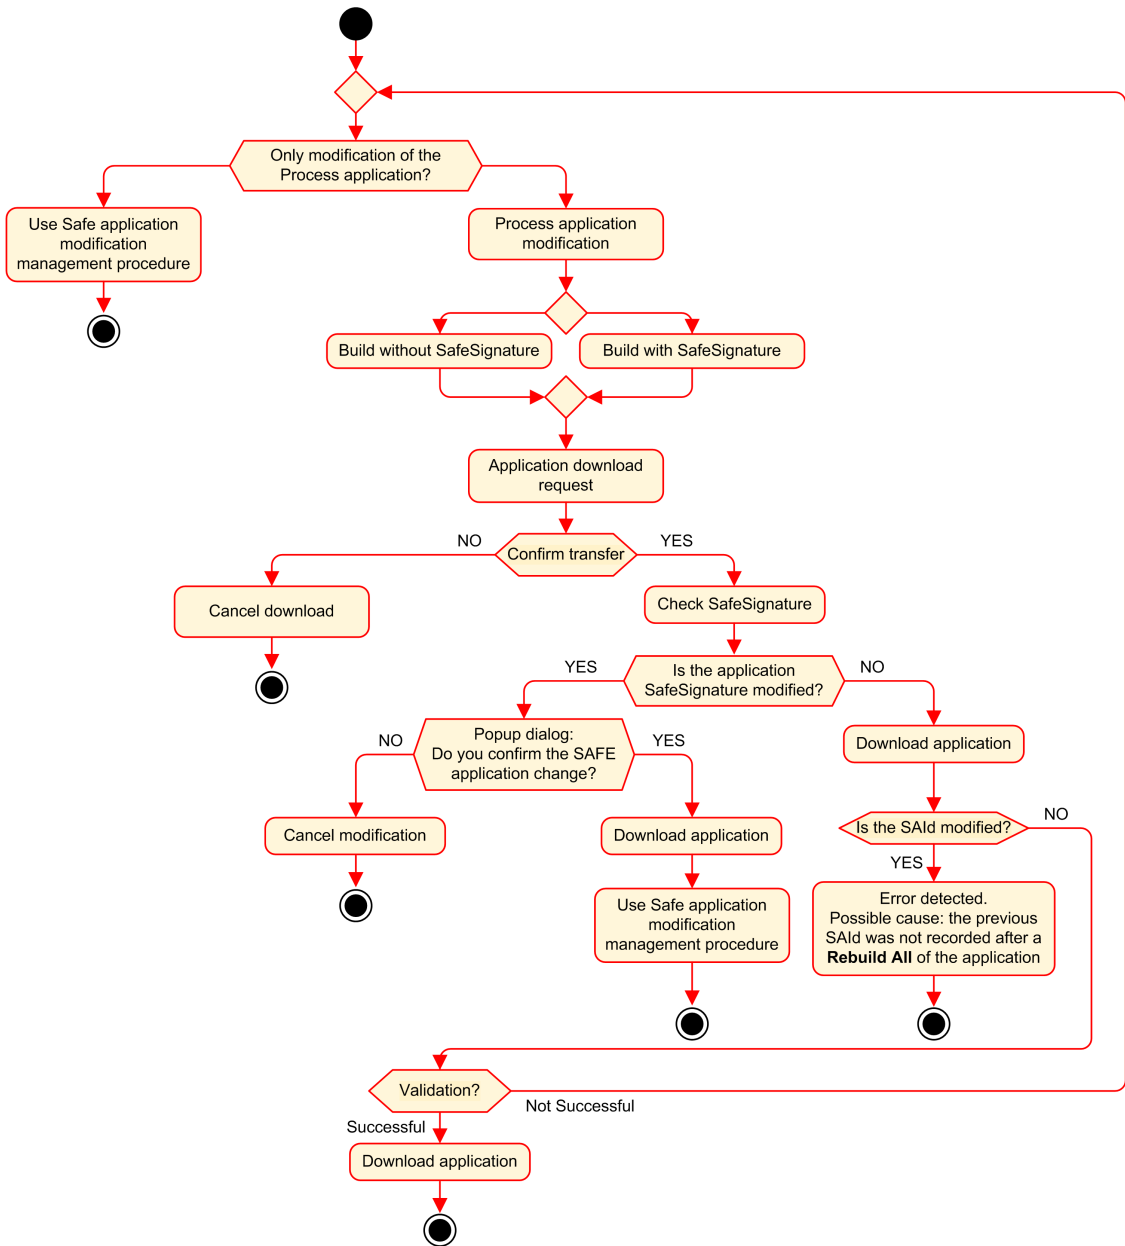 Only modification of the
Process application?
Use Safe application
modification
management procedure
Process application
modification
Build without SafeSignature
Build with SafeSignature
Application download
request
NO
Confirm transfer
YES
Cancel download
Check SafeSignature
YES
Is the application
SafeSignature modified?
NO
NO
Popup dialog:
Do you confirm the SAFE
application change?
YES
Download application
Cancel modification
Download application
Is the SAId modified?
NO
YES
Use Safe application
modification
management procedure
Error detected.
Possible cause: the previous
SAId was not recorded after a
Rebuild All of the application
Validation?
Not Successful
Successful
Download application